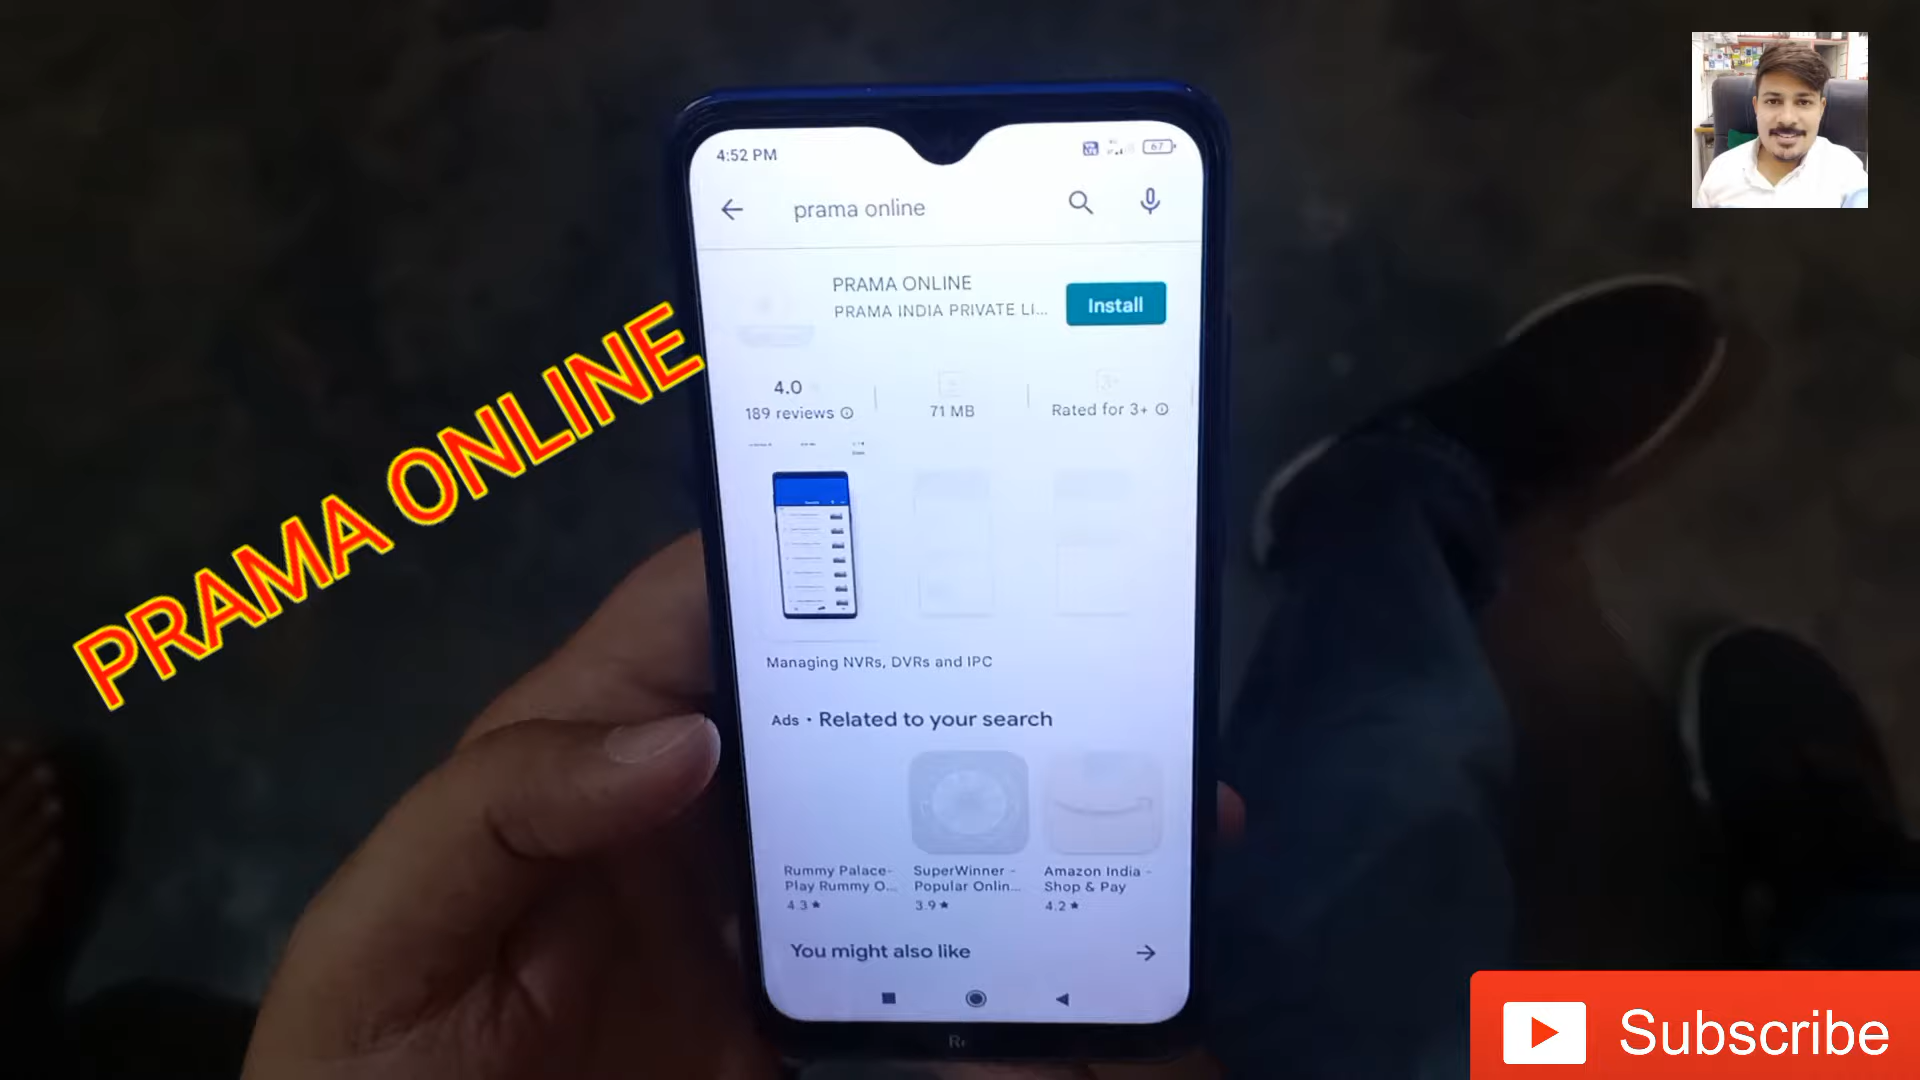 4:52 PM
67
prama online
PRAMA ONLINE
PRAMA INDIA PRIVATE LI...
Install
4.0
189 reviews
71 MB
3+
Rated for 3+
Managing NVRs, DVRs and IPC
Ads • Related to your search
Rummy Palace-
Play Rummy O...
4.3★
SuperWinner -
Popular Onlin...
3.9★
Amazon India -
Shop & Pay
4.2★
You might also like
PRAMA ONLINE
Subscribe